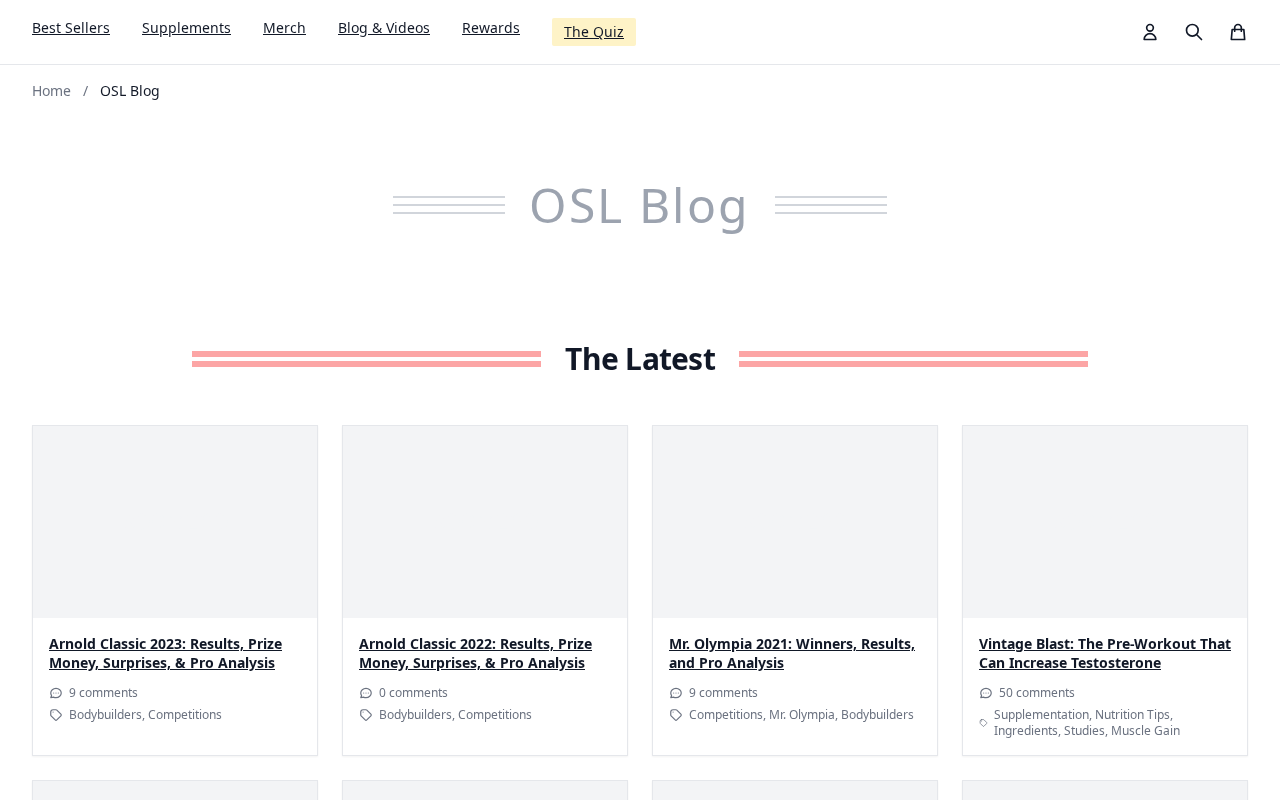 Best Sellers Supplements Merch Blog & Videos Rewards The Quiz
Home / OSL Blog
OSL Blog
The Latest
Arnold Classic 2023: Results, Prize
Money, Surprises, & Pro Analysis
9 comments
Bodybuilders, Competitions
Arnold Classic 2022: Results, Prize
Money, Surprises, & Pro Analysis
0 comments
Bodybuilders, Competitions
Mr. Olympia 2021: Winners, Results,
and Pro Analysis
9 comments
Competitions, Mr. Olympia, Bodybuilders
Vintage Blast: The Pre-Workout That
Can Increase Testosterone
50 comments
Supplementation, Nutrition Tips,
Ingredients, Studies, Muscle Gain